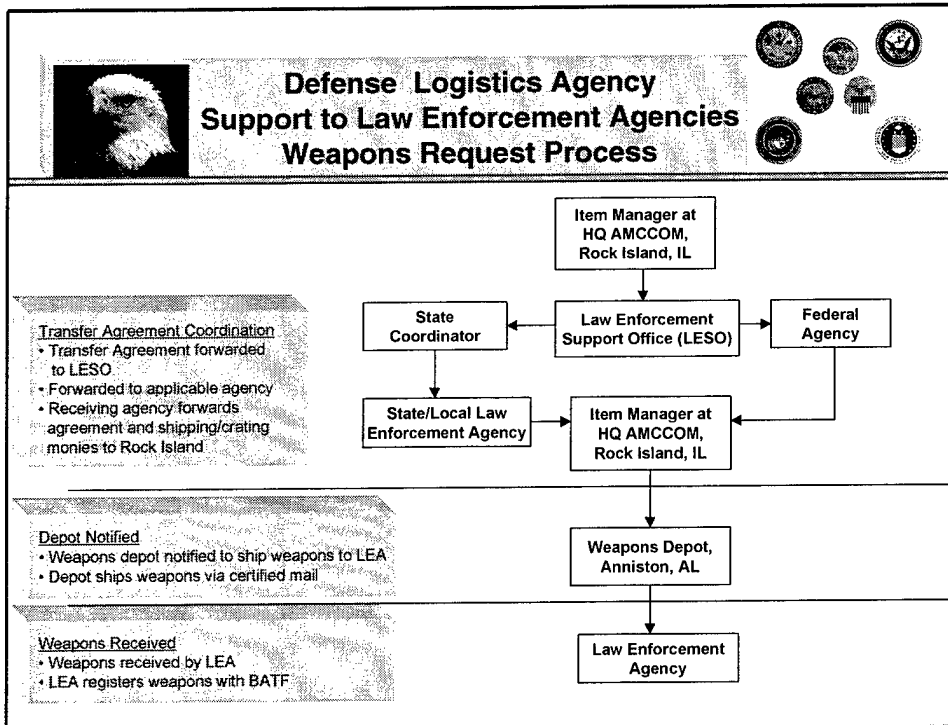 Defense Logistics Agency
Support to Law Enforcement Agencies
Weapons Request Process
Item Manager at
HQ AMCCOM,
Rock Island, IL
State
Coordinator
Law Enforcement
Support Office (LESO)
Federal
Agency
Transfer Agreement Coordination
• Transfer Agreement forwarded
to LESO
• Forwarded to applicable agency
• Receiving agency forwards
agreement and shipping/crating
monies to Rock Island
State/Local Law
Enforcement Agency
Item Manager at
HQ AMCCOM,
Rock Island, IL
Depot Notified
• Weapons depot notified to ship weapons to LEA
• Depot ships weapons via certified mail
Weapons Depot,
Anniston, AL
Weapons Received
• Weapons received by LEA
• LEA registers weapons with BATF
Law Enforcement
Agency